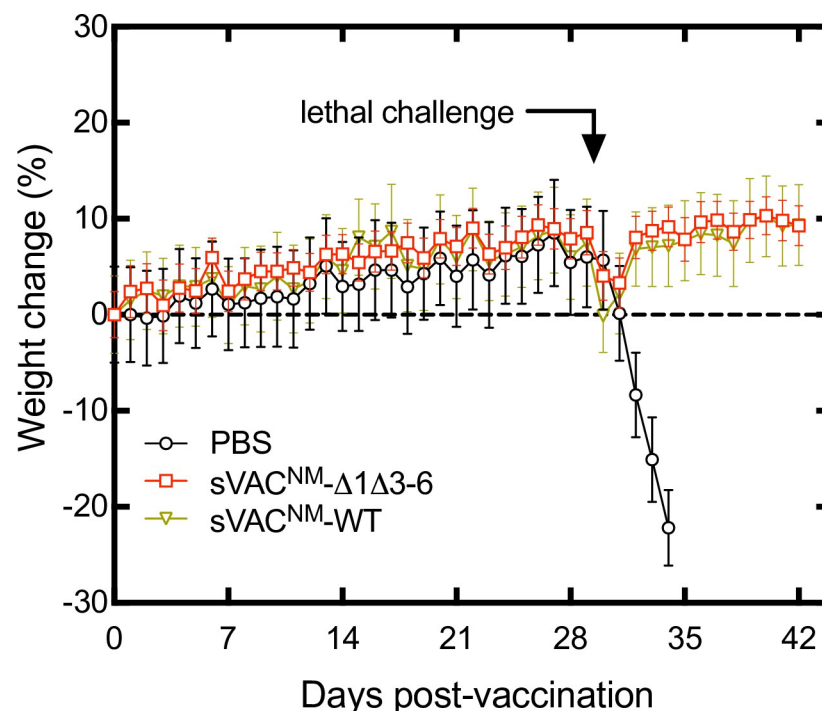 30
20
lethal challenge
10
0
-10
PBS
sVACᴺᴹ-Δ1Δ3-6
-20
sVACᴺᴹ-WT
-30
0 7 14 21 28 35 42
Weight change (%)
Days post-vaccination